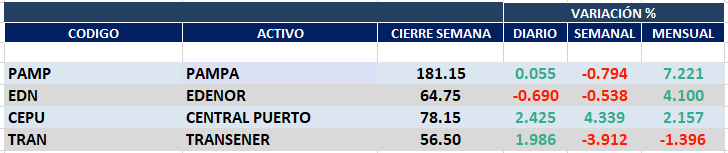 VARIACIÓN %
CODIGO ACTIVO CIERRE SEMANA DIARIO SEMANAL MENSUAL
PAMP PAMPA 181.15 0.055 -0.794 7.221
EDN EDENOR 64.75 -0.690 -0.538 4.100
CEPU CENTRAL PUERTO 78.15 2.425 4.339 2.157
TRAN TRANSENER 56.50 1.986 -3.912 -1.396